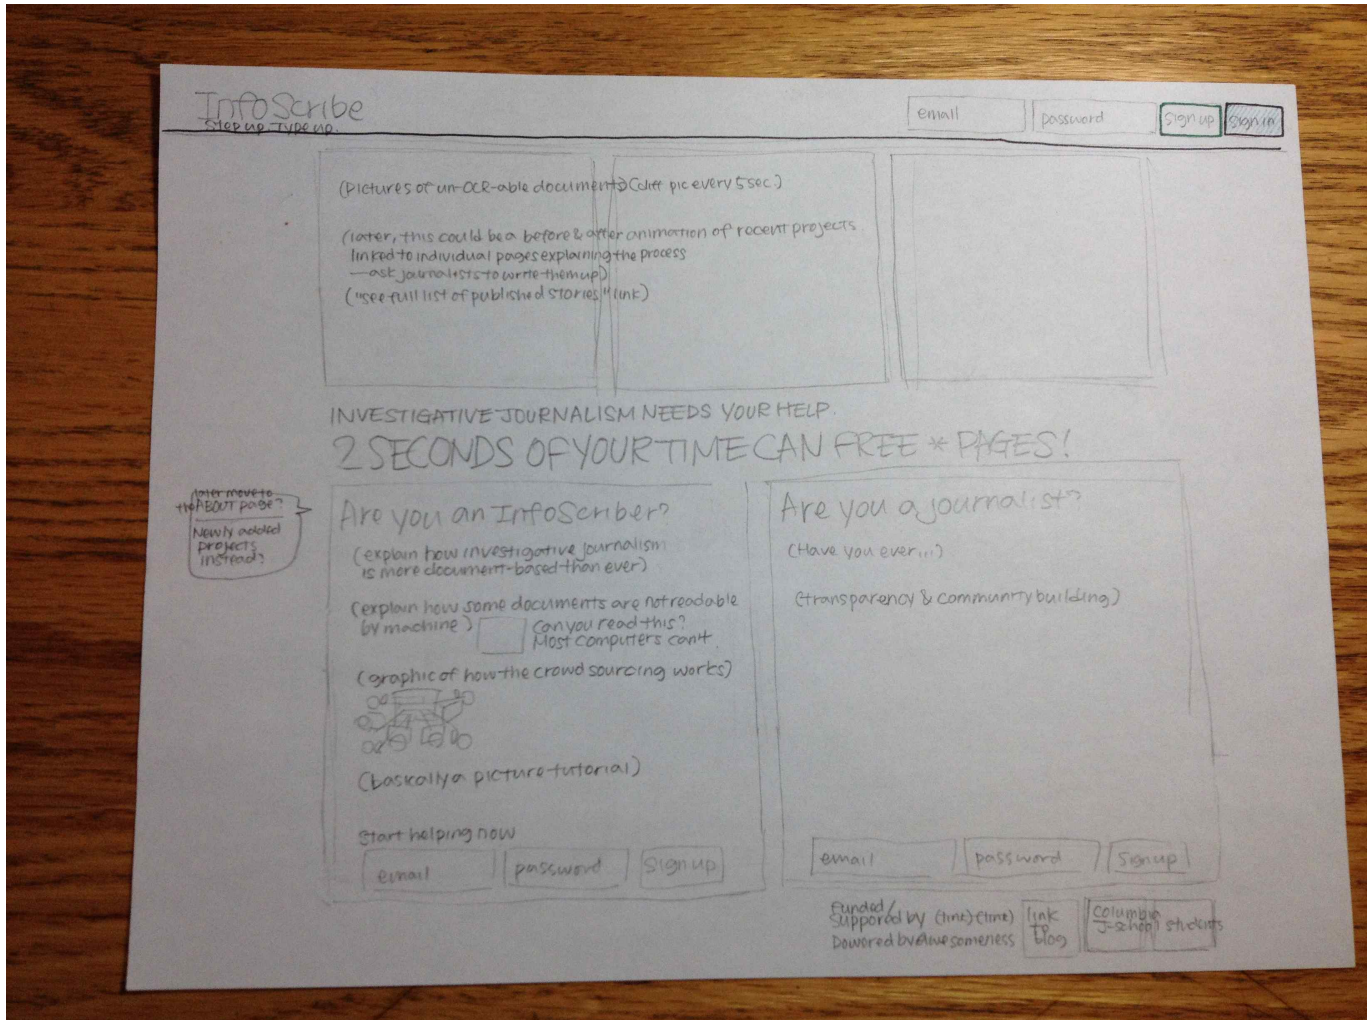 InfoScribe
Step up. Type up.
email
password
sign up
sign in
(pictures of un-OCR-able documents) (diff pic every 5 sec.)
(later, this could be a before & after animation of recent projects
linked to individual pages explaining the process
—ask journalists to write them up)
("see full list of published stories" link)
INVESTIGATIVE JOURNALISM NEEDS YOUR HELP.
2 SECONDS OF YOUR TIME CAN FREE * PAGES!
later move to
the ABOUT page?
Newly added
projects
instead?
Are you an InfoScriber?
(explain how investigative journalism
is more document-based than ever)
(explain how some documents are not readable
by machine)
Can you read this?
Most computers can't
(graphic of how the crowd sourcing works)
(basically a picture tutorial)
Start helping now
email
password
sign up
Are you a journalist?
(Have you ever...)
(transparency & community building)
email
password
sign up
Funded/
Suppored by (link) (link)
Powered by Awesomeness
link
to
blog
Columbia
J-school
students